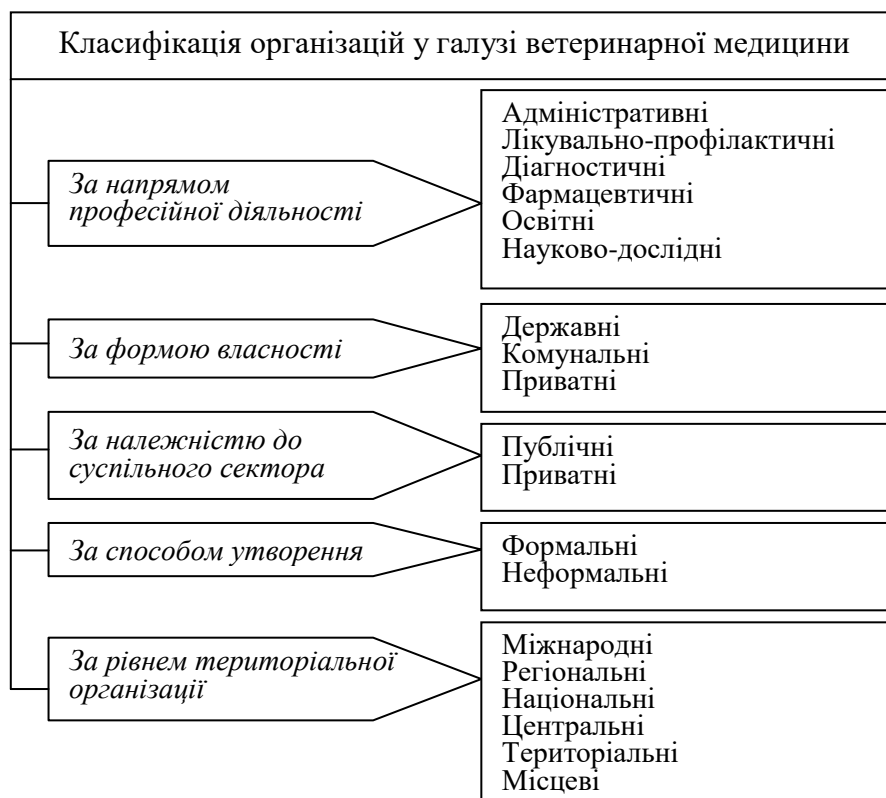 Класифікація організацій у галузі ветеринарної медицини
За напрямом
професійної діяльності
Адміністративні
Лікувально-профілактичні
Діагностичні
Фармацевтичні
Освітні
Науково-дослідні
За формою власності
Державні
Комунальні
Приватні
За належністю до
суспільного сектора
Публічні
Приватні
За способом утворення
Формальні
Неформальні
За рівнем територіальної
організації
Міжнародні
Регіональні
Національні
Центральні
Територіальні
Місцеві